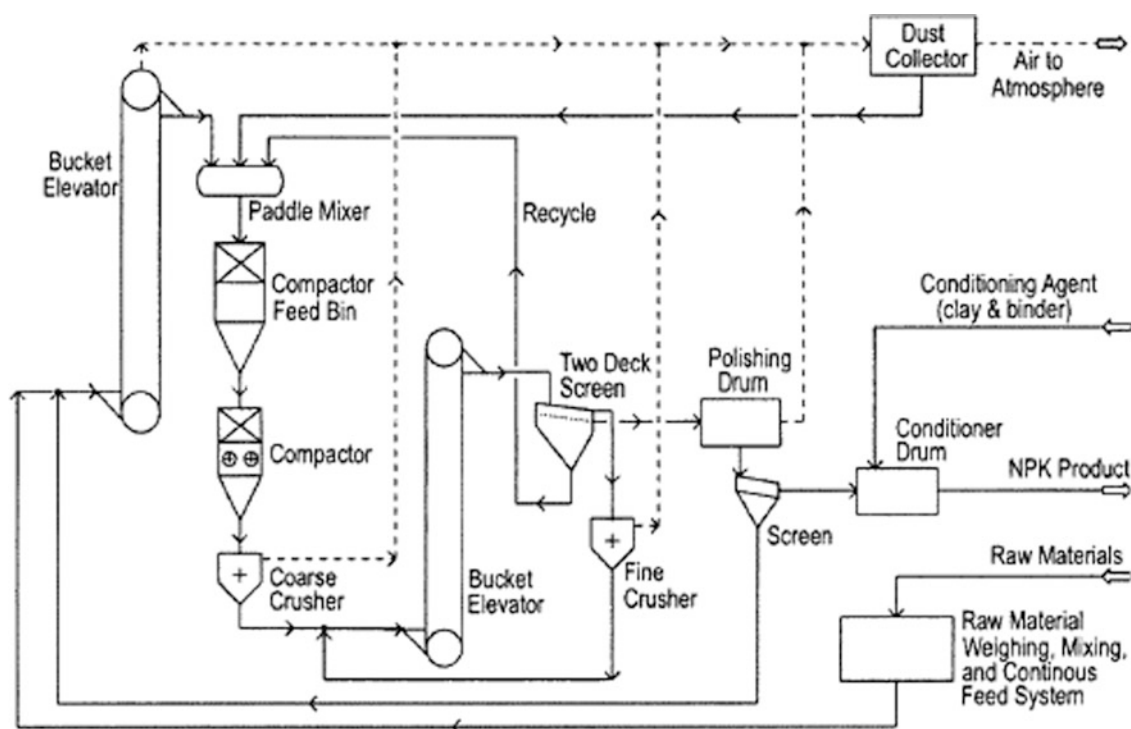 Dust
Collector
Air to
Atmosphere
Bucket
Elevator
Paddle Mixer
Recycle
Compactor
Feed Bin
Conditioning Agent
(clay & binder)
Two Deck
Screen
Polishing
Drum
Compactor
Conditioner
Drum
NPK Product
Screen
Coarse
Crusher
Bucket
Elevator
Fine
Crusher
Raw Materials
Raw Material
Weighing, Mixing,
and Continous
Feed System